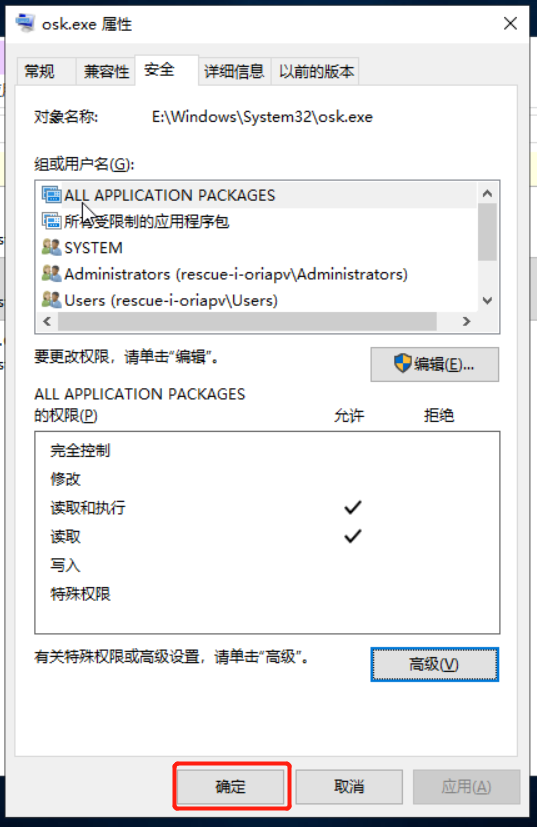 osk.exe 属性
常规 兼容性 安全 详细信息 以前的版本
对象名称: E:\Windows\System32\osk.exe
组或用户名(G):
ALL APPLICATION PACKAGES
所有受限制的应用程序包
SYSTEM
Administrators (rescue-i-oriapv\Administrators)
Users (rescue-i-oriapv\Users)
要更改权限，请单击“编辑”。
编辑(E)...
ALL APPLICATION PACKAGES
的权限(P) 允许 拒绝
完全控制
修改
读取和执行
读取
写入
特殊权限
有关特殊权限或高级设置，请单击“高级”。
高级(V)
确定 取消 应用(A)